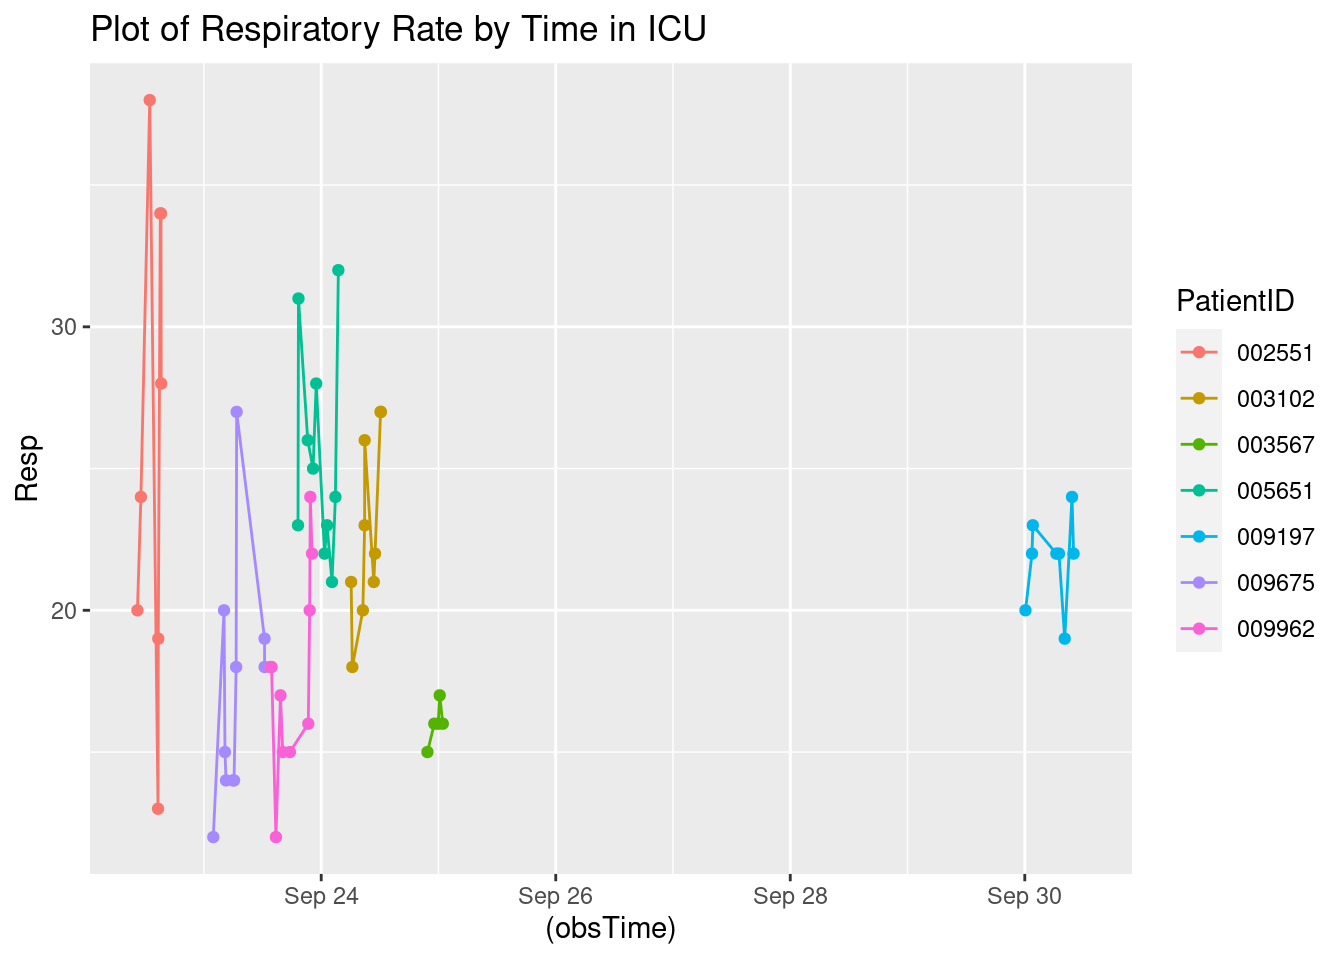 Plot of Respiratory Rate by Time in ICU
Resp
30
20
Sep 24
Sep 26
Sep 28
Sep 30
(obsTime)
PatientID
002551
003102
003567
005651
009197
009675
009962